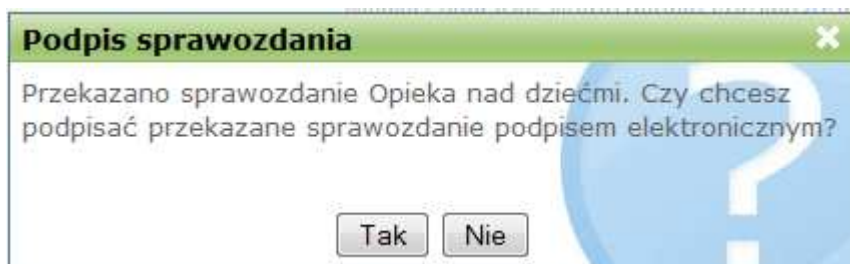 Podpis sprawozdania
Przekazano sprawozdanie Opieka nad dziećmi. Czy chcesz
podpisać przekazane sprawozdanie podpisem elektronicznym?
Tak Nie